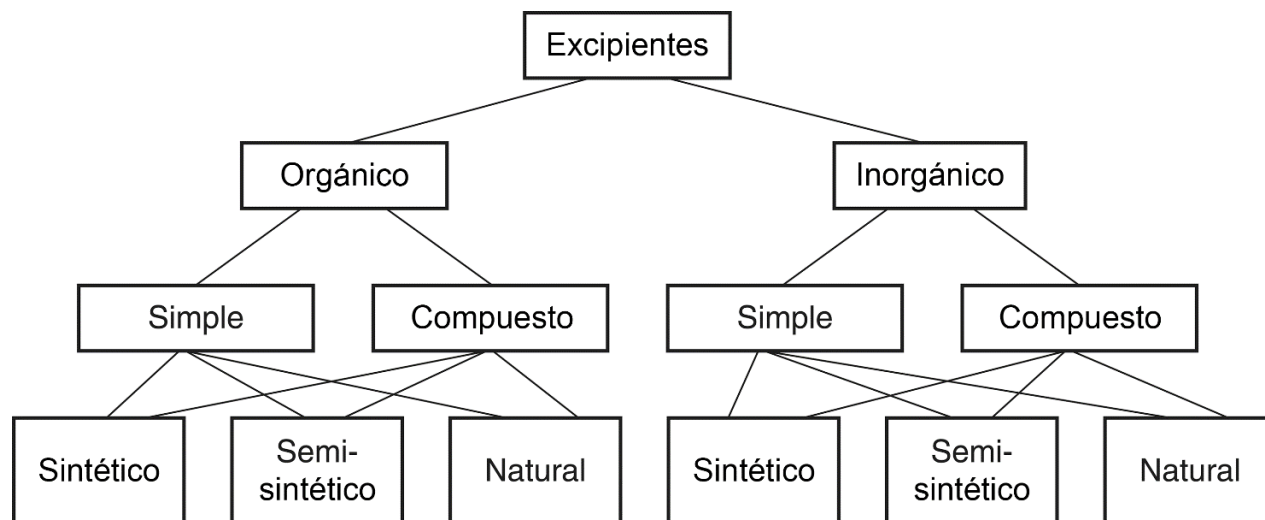 Excipientes
Orgánico
Inorgánico
Simple
Compuesto
Simple
Compuesto
Sintético
Semi-
sintético
Natural
Sintético
Semi-
sintético
Natural